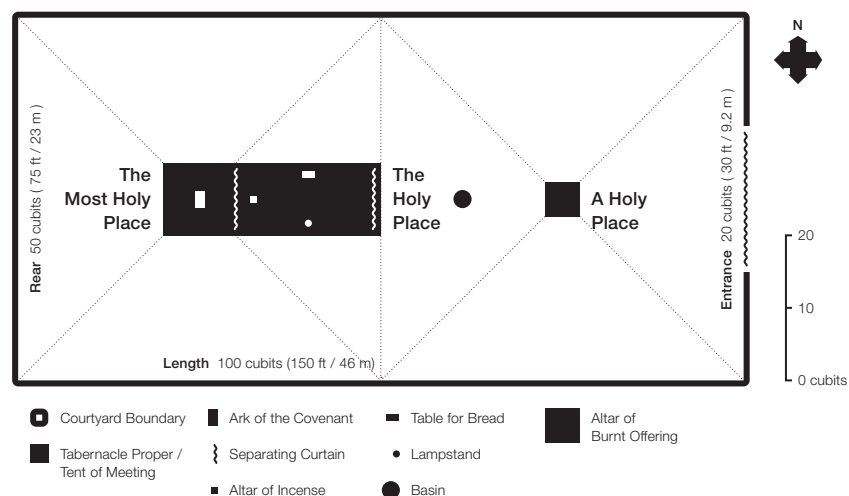 N
Rear 50 cubits ( 75 ft / 23 m )
The
Most Holy
Place
The
Holy
Place
A Holy
Place
Entrance 20 cubits ( 30 ft / 9.2 m )
20
10
0 cubits
Length 100 cubits (150 ft / 46 m)
Courtyard Boundary
Ark of the Covenant
Table for Bread
Altar of
Burnt Offering
Tabernacle Proper /
Tent of Meeting
Separating Curtain
Lampstand
Altar of Incense
Basin